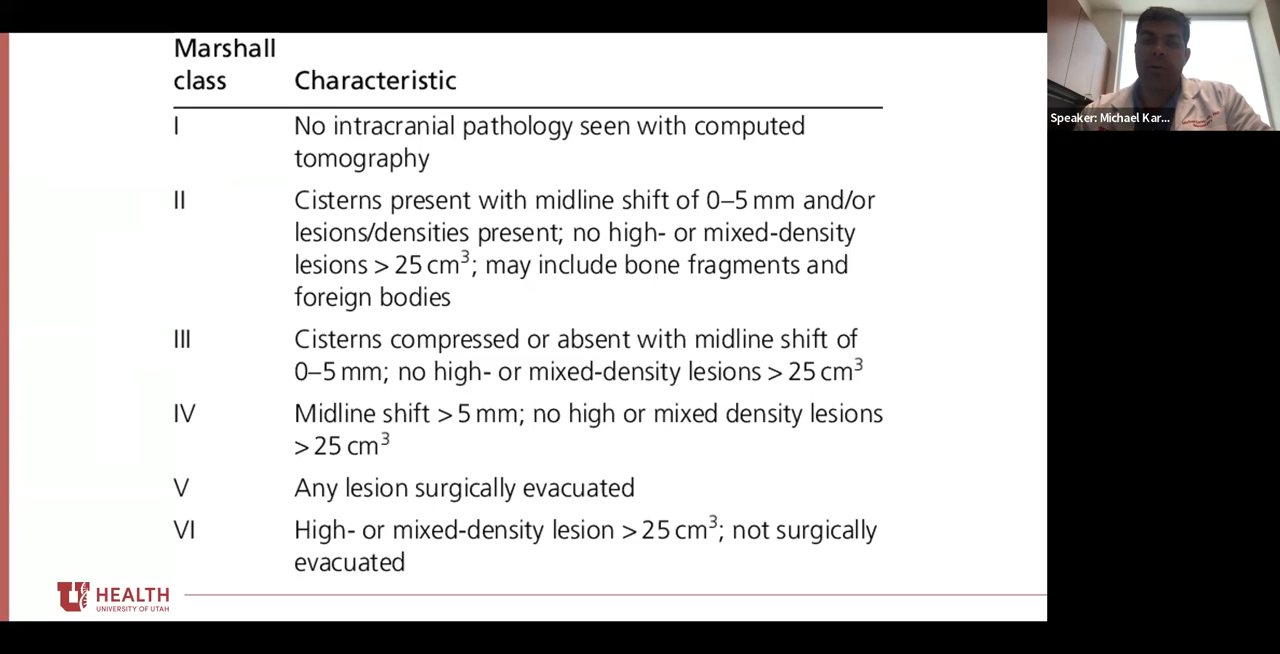 Marshall
class
Characteristic
I
No intracranial pathology seen with computed
tomography
II
Cisterns present with midline shift of 0–5 mm and/or
lesions/densities present; no high- or mixed-density
lesions > 25 cm³; may include bone fragments and
foreign bodies
III
Cisterns compressed or absent with midline shift of
0–5 mm; no high- or mixed-density lesions > 25 cm³
IV
Midline shift > 5 mm; no high or mixed density lesions
> 25 cm³
V
Any lesion surgically evacuated
VI
High- or mixed-density lesion > 25 cm³; not surgically
evacuated
HEALTH
UNIVERSITY OF UTAH
Speaker: Michael Kar...